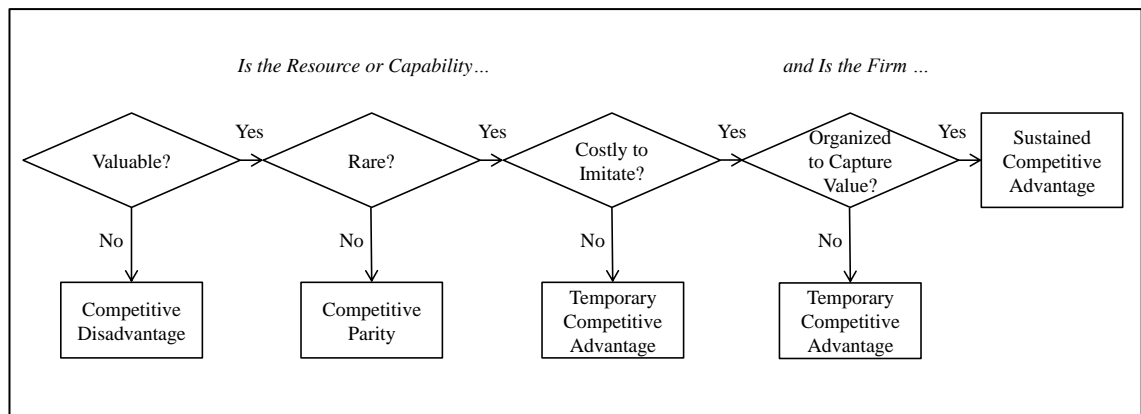 Is the Resource or Capability…
and Is the Firm …
Valuable?
Yes
Rare?
Yes
Costly to
Imitate?
Yes
Organized
to Capture
Value?
Yes
Sustained
Competitive
Advantage
No
No
No
No
Competitive
Disadvantage
Competitive
Parity
Temporary
Competitive
Advantage
Temporary
Competitive
Advantage